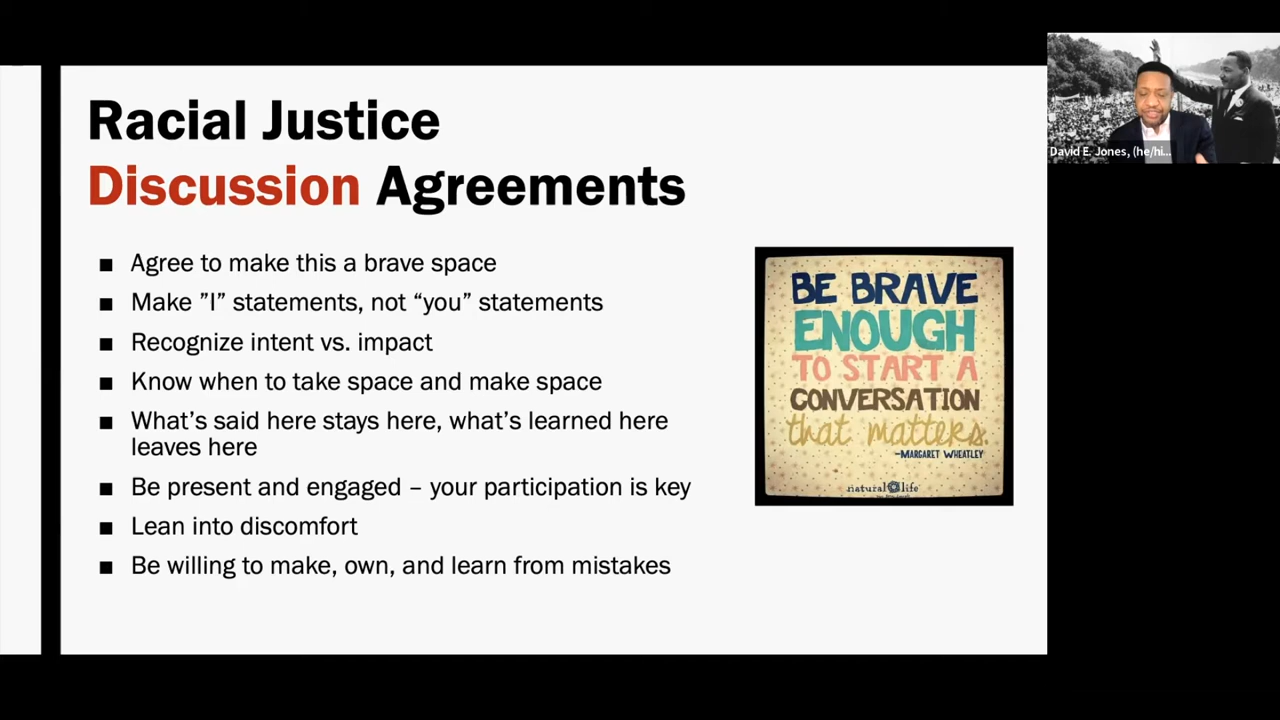 Racial Justice
Discussion Agreements
■ Agree to make this a brave space
■ Make ”I” statements, not “you” statements
■ Recognize intent vs. impact
■ Know when to take space and make space
■ What’s said here stays here, what’s learned here
leaves here
■ Be present and engaged – your participation is key
■ Lean into discomfort
■ Be willing to make, own, and learn from mistakes
BE BRAVE
ENOUGH
TO START A
CONVERSATION
that matters.
-MARGARET WHEATLEY
natural life
David E. Jones, (he/hi...